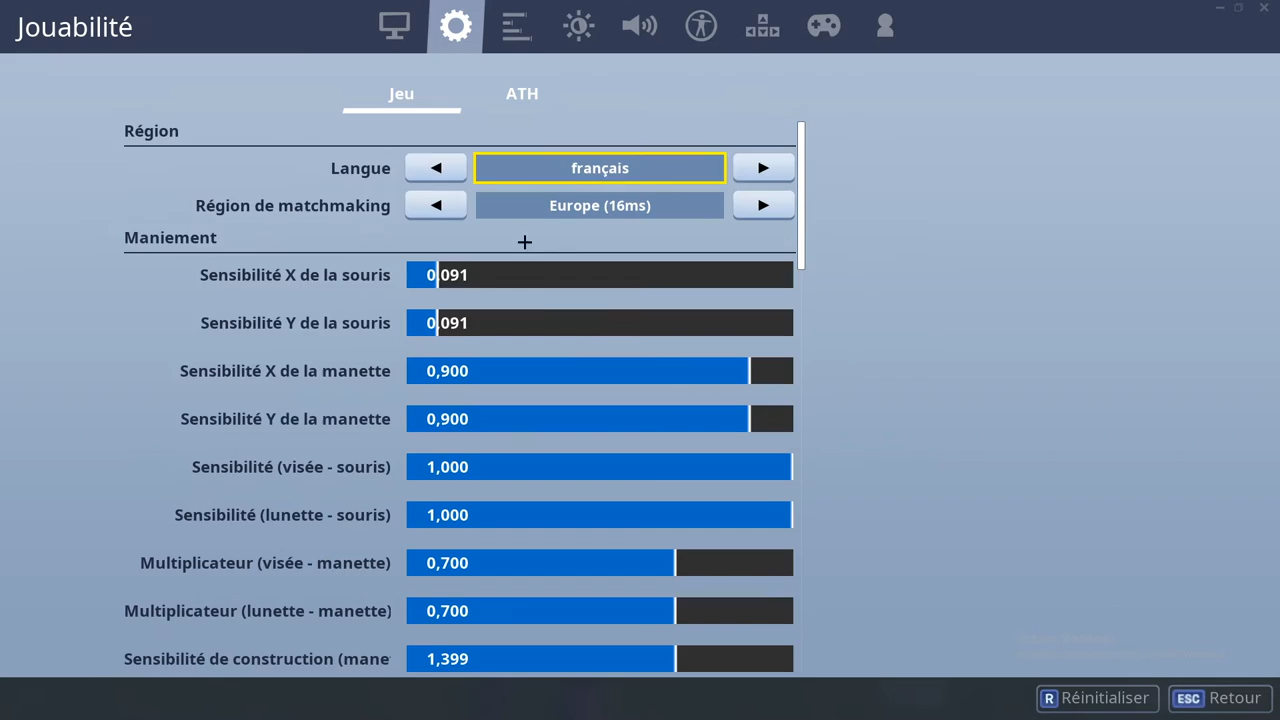 Jouabilité
Jeu
ATH
Région
Langue
français
Région de matchmaking
Europe (16ms)
Maniement
Sensibilité X de la souris
0,091
Sensibilité Y de la souris
0,091
Sensibilité X de la manette
0,900
Sensibilité Y de la manette
0,900
Sensibilité (visée - souris)
1,000
Sensibilité (lunette - souris)
1,000
Multiplicateur (visée - manette)
0,700
Multiplicateur (lunette - manette)
0,700
Sensibilité de construction (mane
1,399
R Réinitialiser
ESC Retour